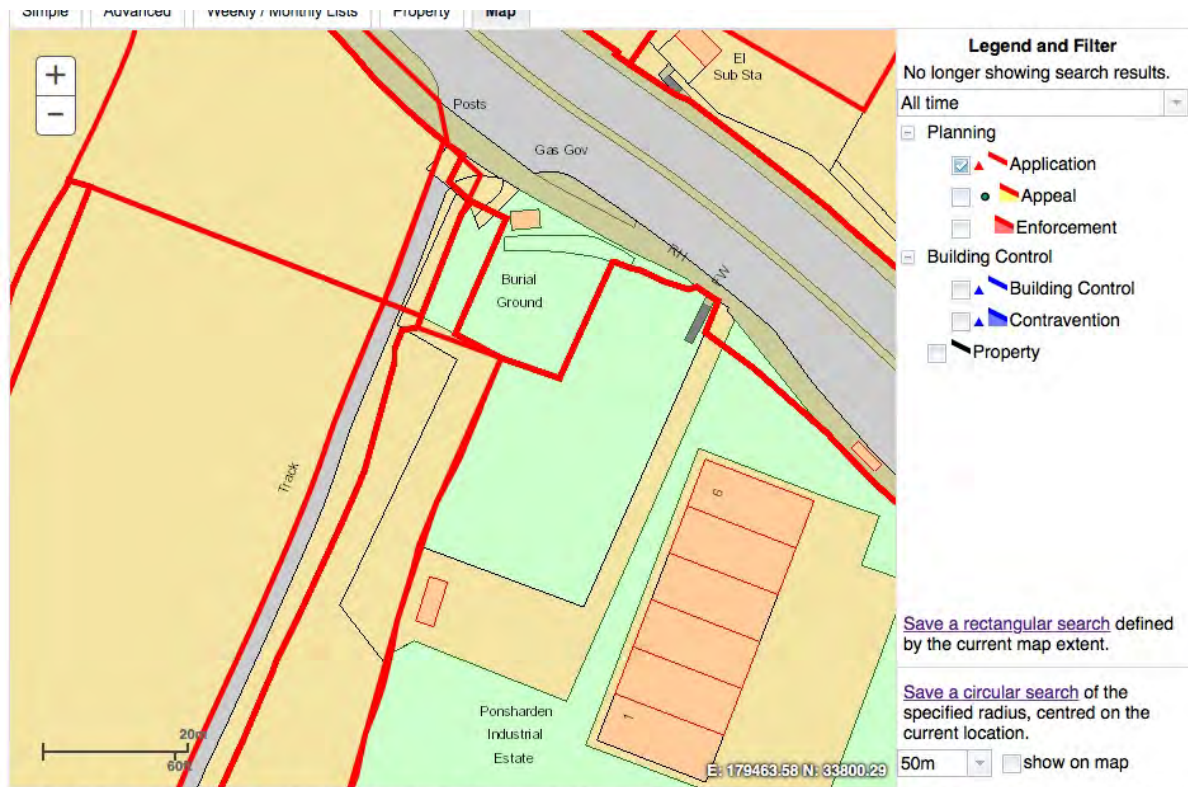 Simple Advanced Weekly / Monthly Lists Property Map
+
−
El
Sub Sta
Posts
Gas Gov
RH
FW
Burial
Ground
Track
6
1
Ponsharden
Industrial
Estate
20m
60ft
E: 179463.58 N: 33800.29
Legend and Filter
No longer showing search results.
All time
Planning
Application
Appeal
Enforcement
Building Control
Building Control
Contravention
Property
Save a rectangular search defined
by the current map extent.
Save a circular search of the
specified radius, centred on the
current location.
50m show on map